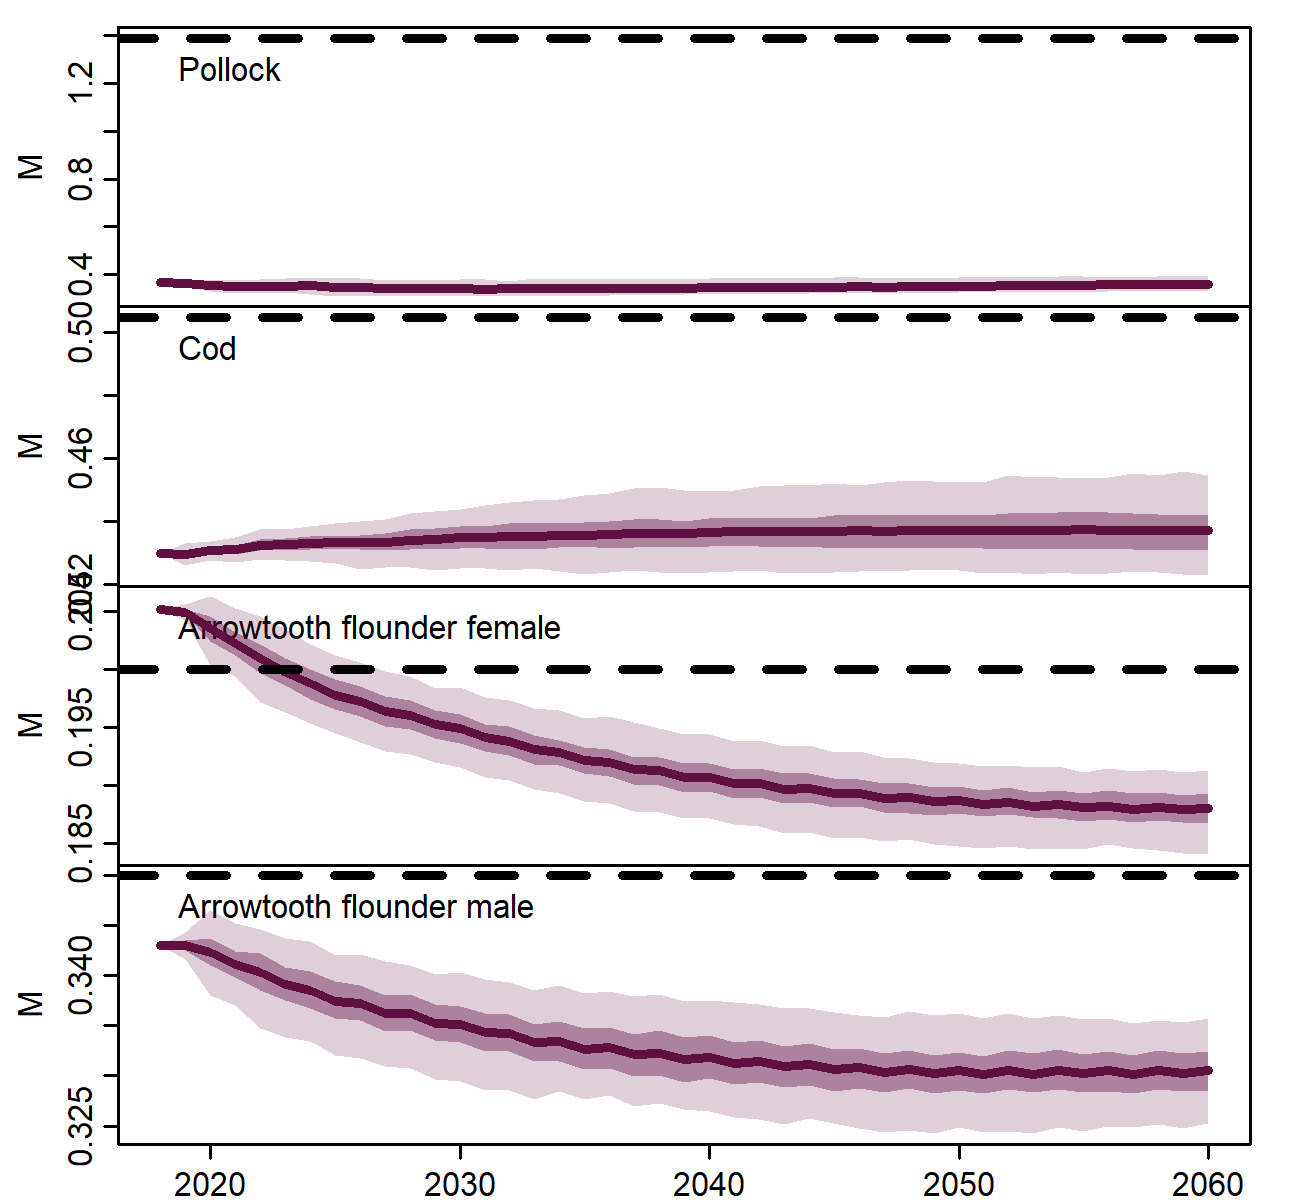 Pollock
1.2
M
0.8
0.4
0.50
Cod
M
0.46
Arrowtooth flounder female
M
0.195
0.185
Arrowtooth flounder male
0.340
M
0.325
2020 2030 2040 2050 2060